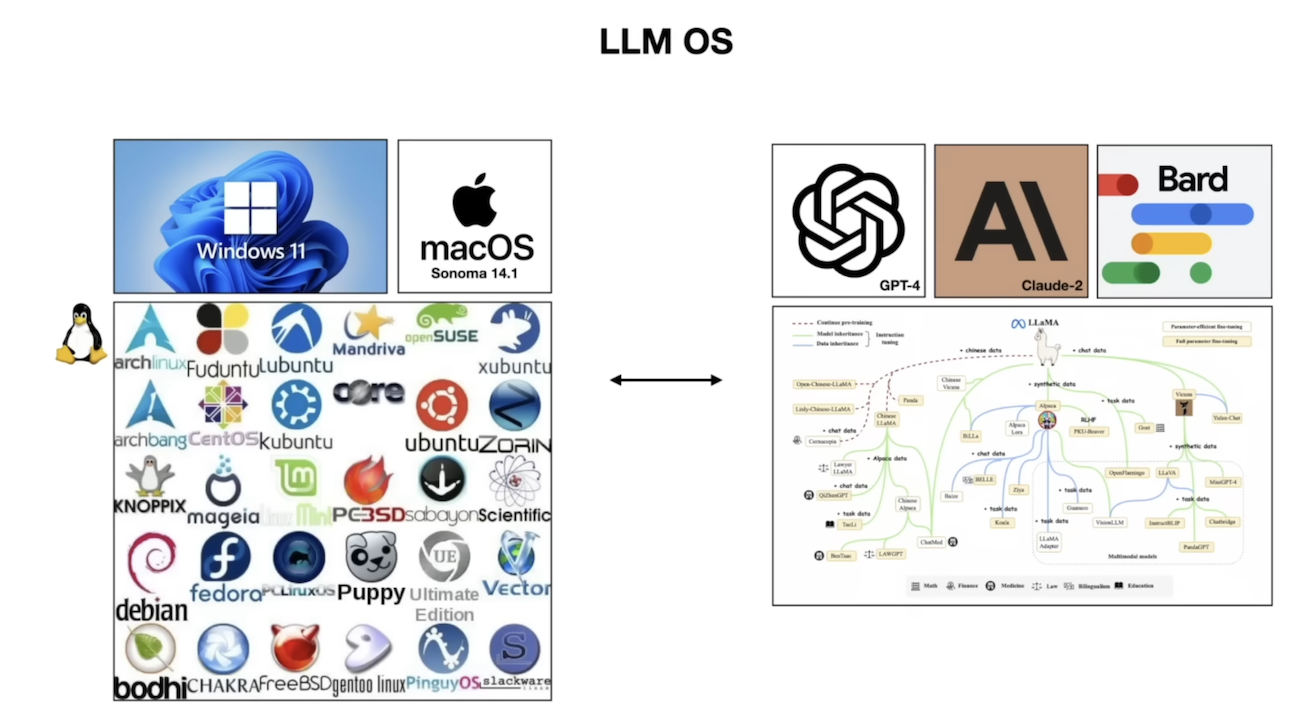 LLM OS
Windows 11
macOS
Sonoma 14.1
archlinux
Fuduntu
Lubuntu
Mandriva
openSUSE
xubuntu
archbang
CentOS
kubuntu
core
ubuntu
ZORIN
KNOPPIX
mageia
Linux Mint
PCBSD
sabayon
Scientific
debian
fedora
PCLinuxOS
Puppy
UE
Ultimate
Edition
Vector
bodhi
CHAKRA
FreeBSD
gentoo linux
PinguyOS
S
slackware
linux
GPT-4
Claude-2
Bard
Continue pre-training
Model inheritance
Data inheritance
Instruction
tuning
LLaMA
Parameter-efficient fine-tuning
Full parameter fine-tuning
+ chinese data
+ chat data
+ synthetic data
+ task data
Open-Chinese-LLaMA
Linly-Chinese-LLaMA
Panda
Chinese
LLaMA
Chinese
Vicuna
Alpaca
Vicuna
Yulan-Chat
+ chat data
Cornucopia
BiLLa
Alpaca
Lora
RLHF
PKU-Beaver
Goat
+ synthetic data
+ Alpaca data
Lawyer
LLaMA
+ chat data
QiZhenGPT
+ chat data
BELLE
Ziya
Baize
Chinese
Alpaca
+ task data
TaoLi
+ task data
Koala
+ task data
Guanaco
+ task data
LLaMA
Adapter
OpenFlamingo
LLaVA
MiniGPT-4
+ task data
VisionLLM
InstructBLIP
Chatbridge
PandaGPT
ChatMed
BenTsao
LAWGPT
Multimodal models
Math
Finance
Medicine
Law
Bilingualism
Education